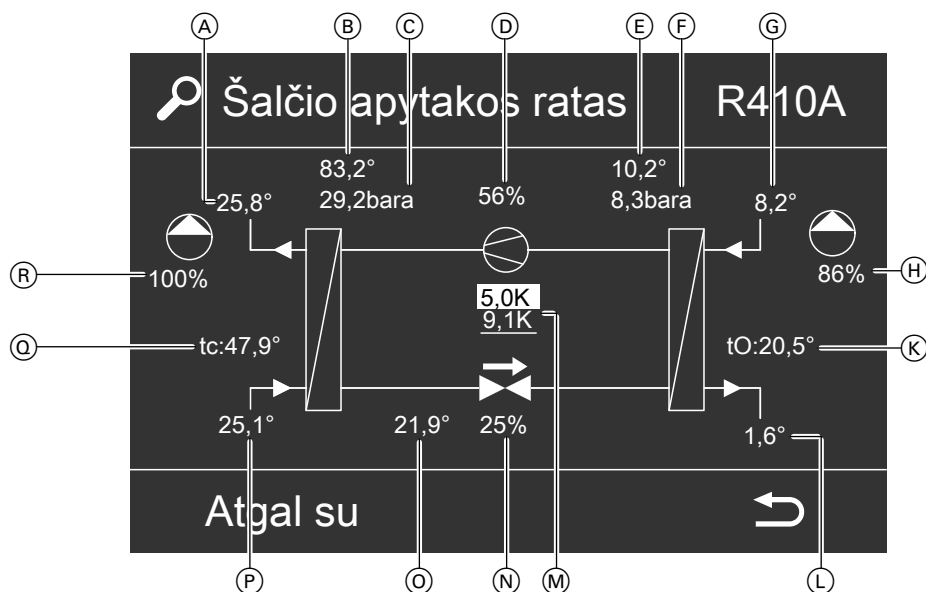 A B C D E F G
Šalčio apytakos ratas R410A
83,2° 10,2°
25,8° 29,2bara 56% 8,3bara 8,2°
R 100% 86% H
5,0K
9,1K
Q tc:47,9° tO:20,5° K
25,1° 21,9° 25% 1,6°
Atgal su
P O N M L